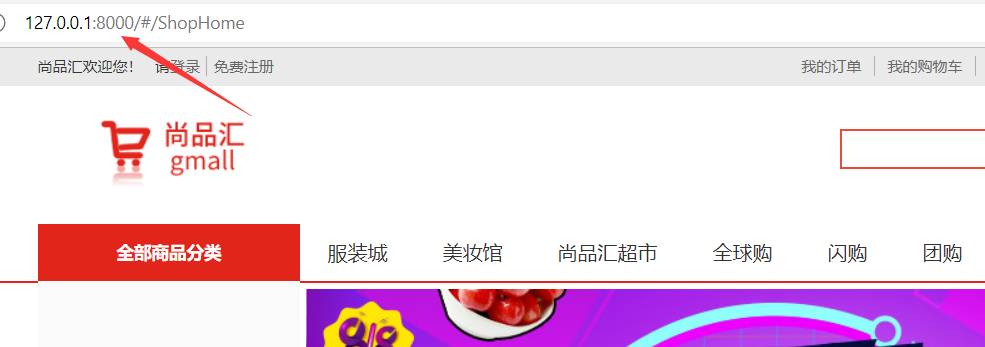 127.0.0.1:8000/#/ShopHome
尚品汇欢迎您！ 请登录 免费注册 我的订单 我的购物车
尚品汇
gmall
全部商品分类 服装城 美妆馆 尚品汇超市 全球购 闪购 团购